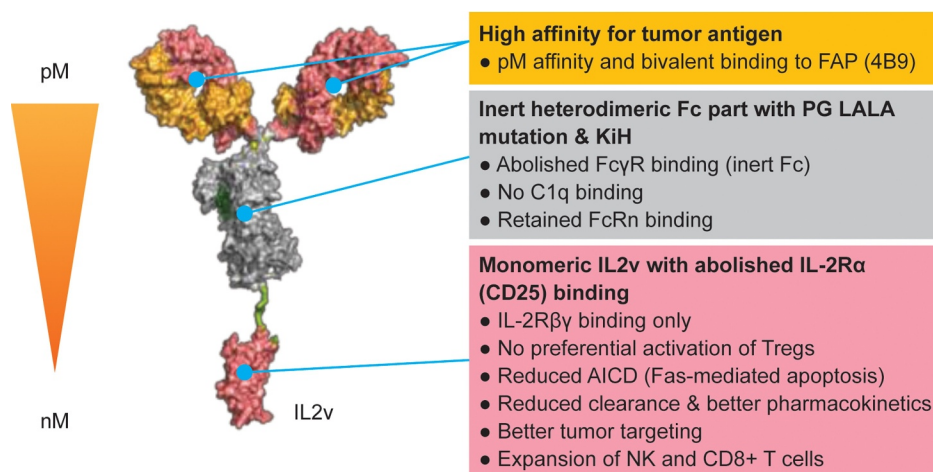 pM
nM
IL2v
High affinity for tumor antigen
● pM affinity and bivalent binding to FAP (4B9)
Inert heterodimeric Fc part with PG LALA
mutation & KiH
● Abolished FcγR binding (inert Fc)
● No C1q binding
● Retained FcRn binding
Monomeric IL2v with abolished IL-2Rα
(CD25) binding
● IL-2Rβγ binding only
● No preferential activation of Tregs
● Reduced AICD (Fas-mediated apoptosis)
● Reduced clearance & better pharmacokinetics
● Better tumor targeting
● Expansion of NK and CD8+ T cells